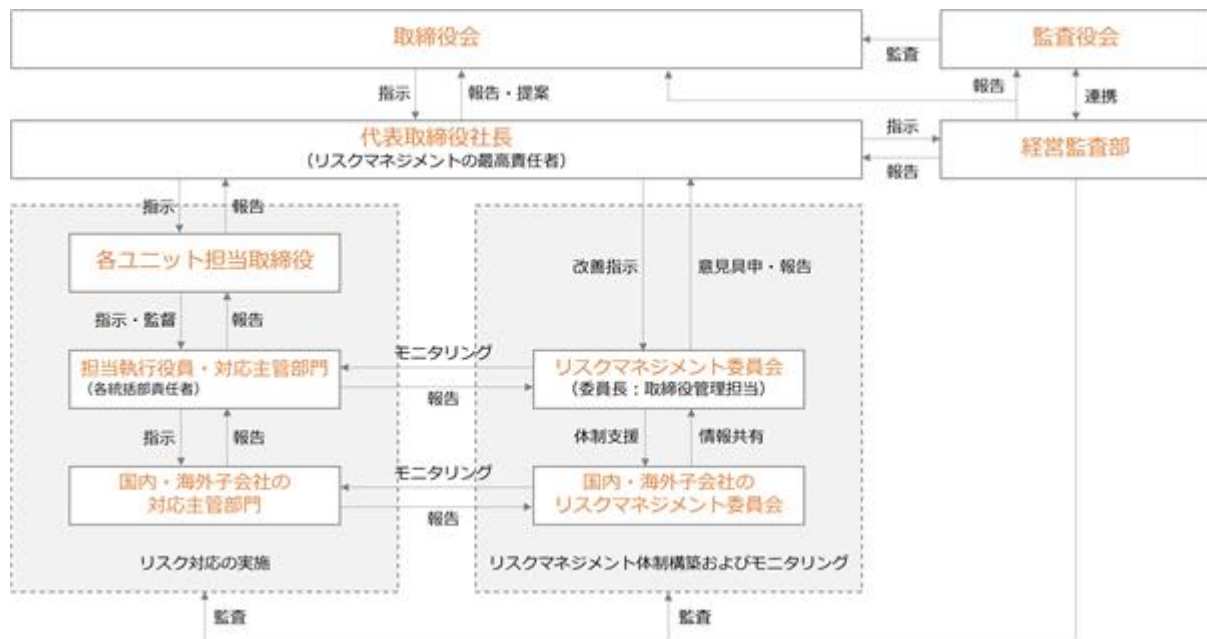 取締役会
監査役会
監査
指示
報告・提案
報告
連携
代表取締役社長
（リスクマネジメントの最高責任者）
指示
報告
経営監査部
指示
報告
各ユニット担当取締役
改善指示
意見具申・報告
指示・監督
報告
モニタリング
担当執行役員・対応主管部門
（各統括部責任者）
報告
リスクマネジメント委員会
（委員長：取締役管理担当）
指示
報告
体制支援
情報共有
モニタリング
国内・海外子会社の
対応主管部門
報告
国内・海外子会社の
リスクマネジメント委員会
リスク対応の実施
リスクマネジメント体制構築およびモニタリング
監査
監査